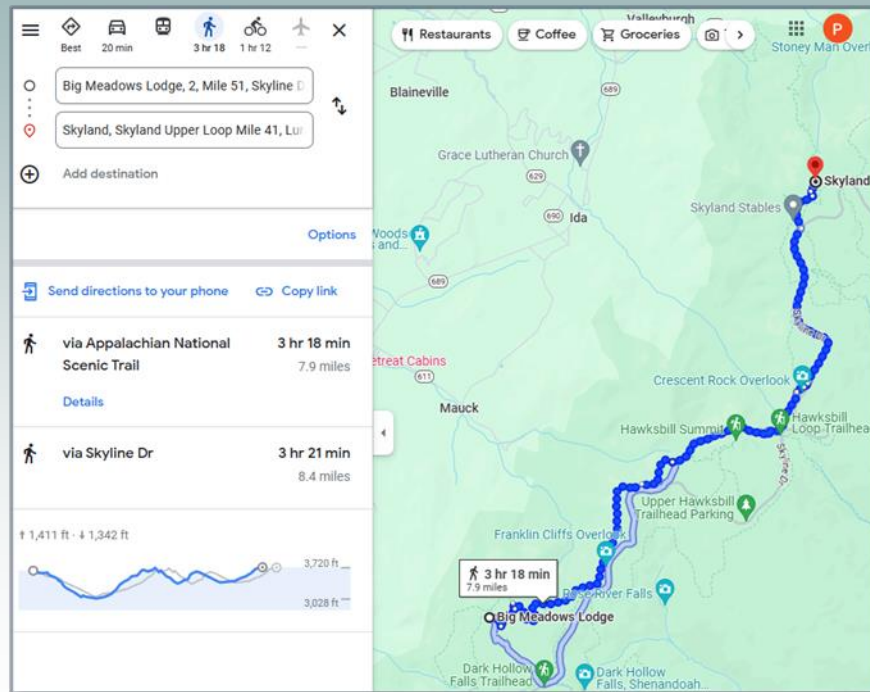 Best
20 min
3 hr 18
1 hr 12
Big Meadows Lodge, 2, Mile 51, Skyline
Skyland, Skyland Upper Loop Mile 41,
Add destination
Options
Send directions to your phone
Copy link
via Appalachian National
Scenic Trail
3 hr 18 min
7.9 miles
Details
via Skyline Dr
3 hr 21 min
8.4 miles
↑ 1,411 ft · ↓ 1,342 ft
3,720 ft
3,028 ft
Restaurants
Coffee
Groceries
P
Valleyburgh
Stoney Man
689
Blaineville
Grace Lutheran Church
629
690
Ida
Skyland
Skyland Stables
and...
689
Cabins
611
Mauck
Crescent Rock Overlook
Hawksbill Summit
Hawksbill
Loop
Skyline Dr
Upper Hawksbill
Trailhead Parking
Franklin Cliffs Overlook
3 hr 18 min
7.9 miles
Rose River Falls
Big Meadows Lodge
Dark Hollow
Falls Trailhead
Dark Hollow
Falls, Shenandoah...